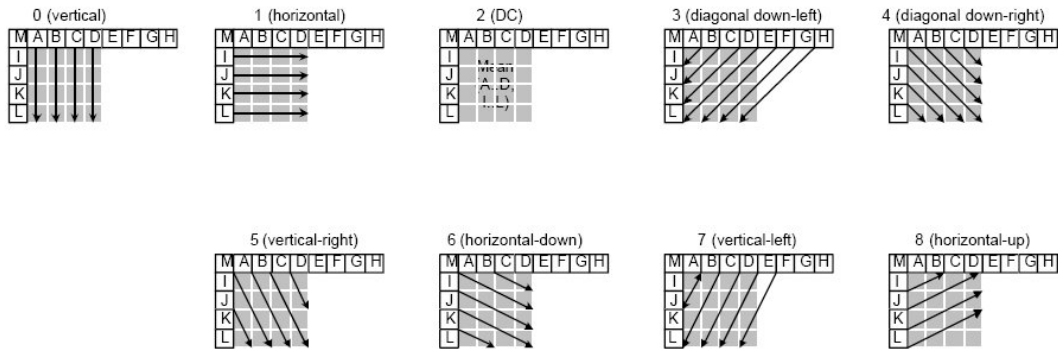 0 (vertical)
M A B C D E F G H
I
J
K
L
1 (horizontal)
M A B C D E F G H
I
J
K
L
2 (DC)
M A B C D E F G H
I
J
K
L
Mean
(A..D,
I..L)
3 (diagonal down-left)
M A B C D E F G H
I
J
K
L
4 (diagonal down-right)
M A B C D E F G H
I
J
K
L
5 (vertical-right)
M A B C D E F G H
I
J
K
L
6 (horizontal-down)
M A B C D E F G H
I
J
K
L
7 (vertical-left)
M A B C D E F G H
I
J
K
L
8 (horizontal-up)
M A B C D E F G H
I
J
K
L